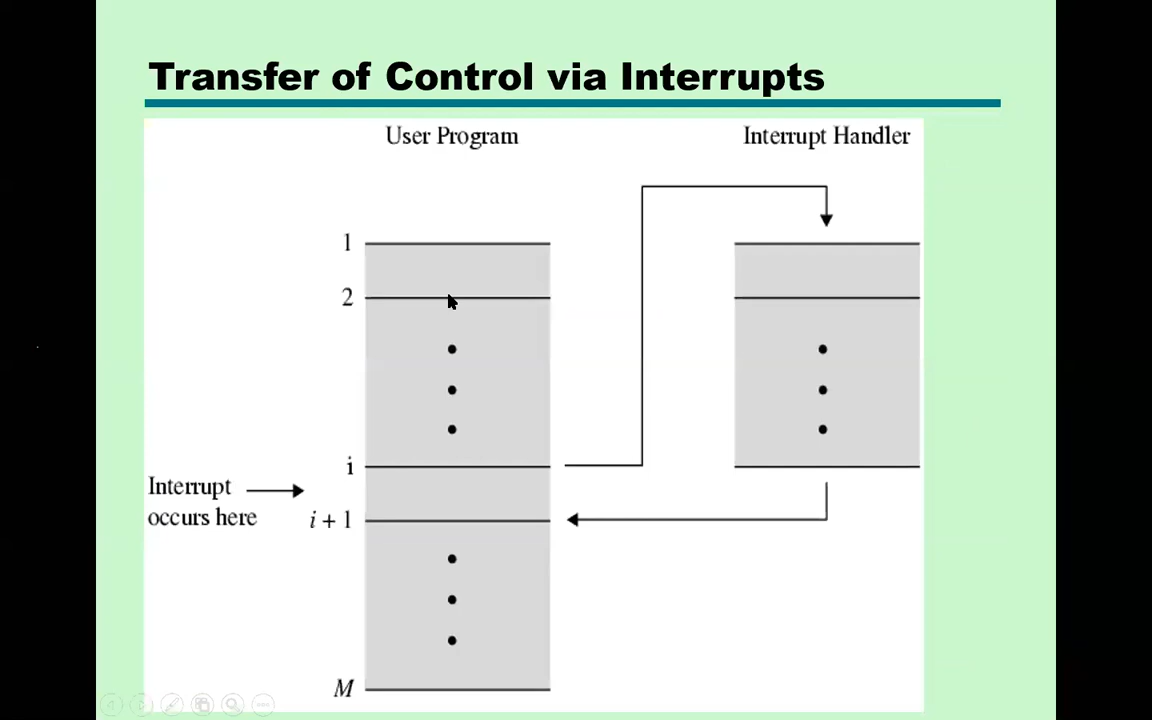 Transfer of Control via Interrupts
User Program
Interrupt Handler
1
2
i
Interrupt
occurs here
i + 1
M